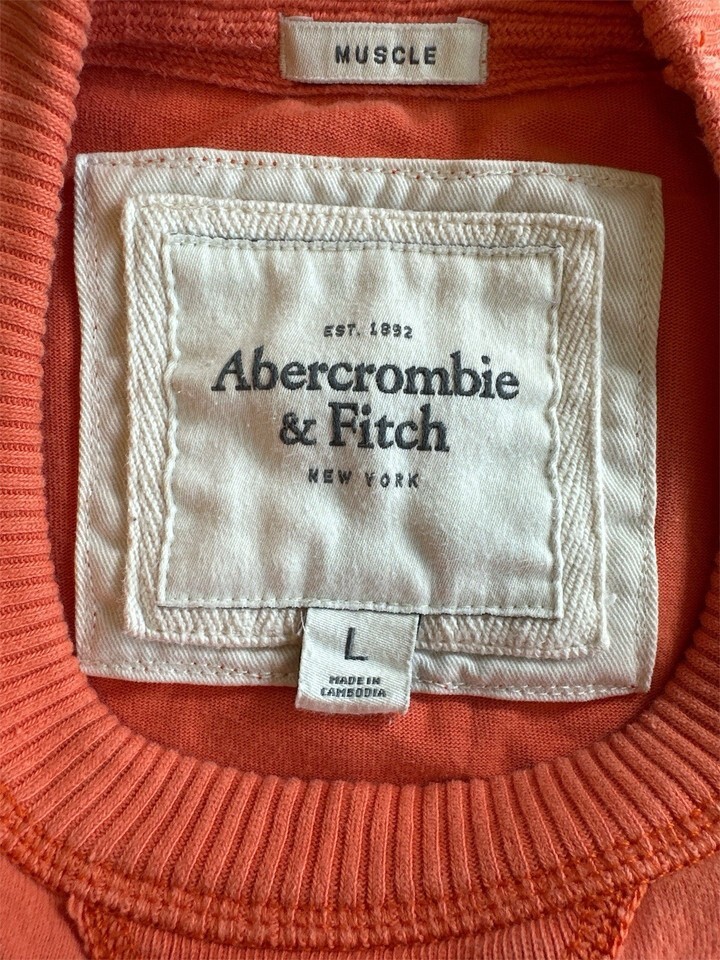 MUSCLE
EST. 1892
Abercrombie
& Fitch
NEW YORK
L
MADE IN
CAMBODIA